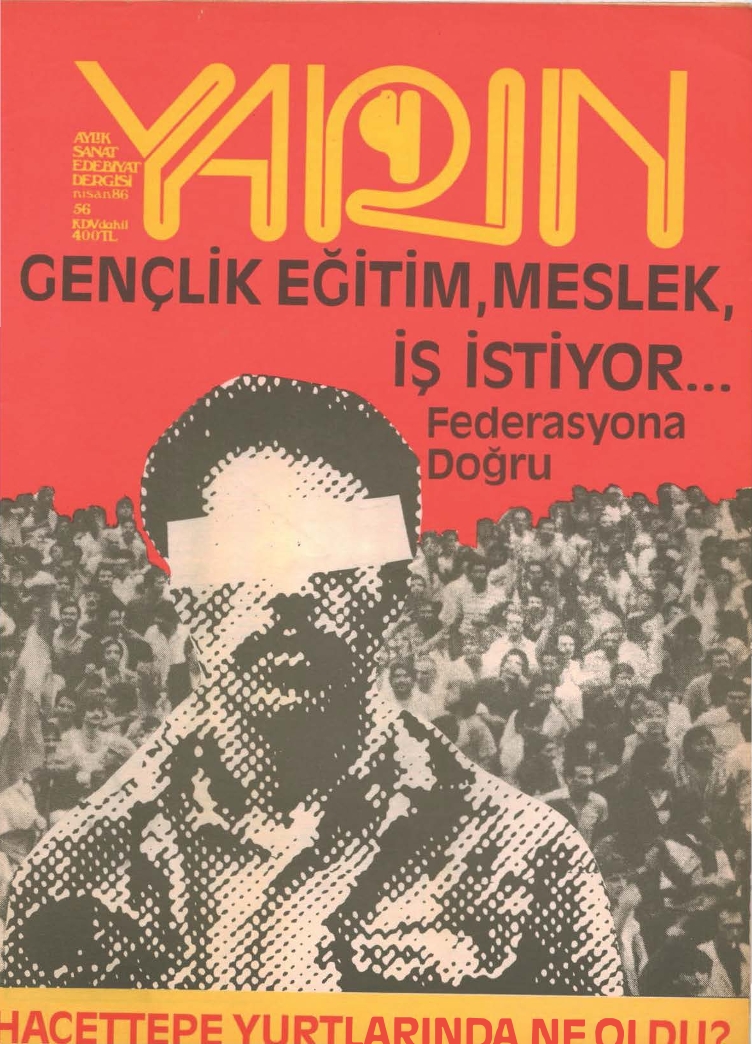 YARIN
AYLIK
SANAT
EDEBİYAT
DERGİSİ
nisan86
56
KDVdahil
400TL
GENÇLİK EĞİTİM, MESLEK,
İŞ İSTİYOR...
Federasyona
Doğru
HACETTEPE YURTLARINDA NE OLDU?